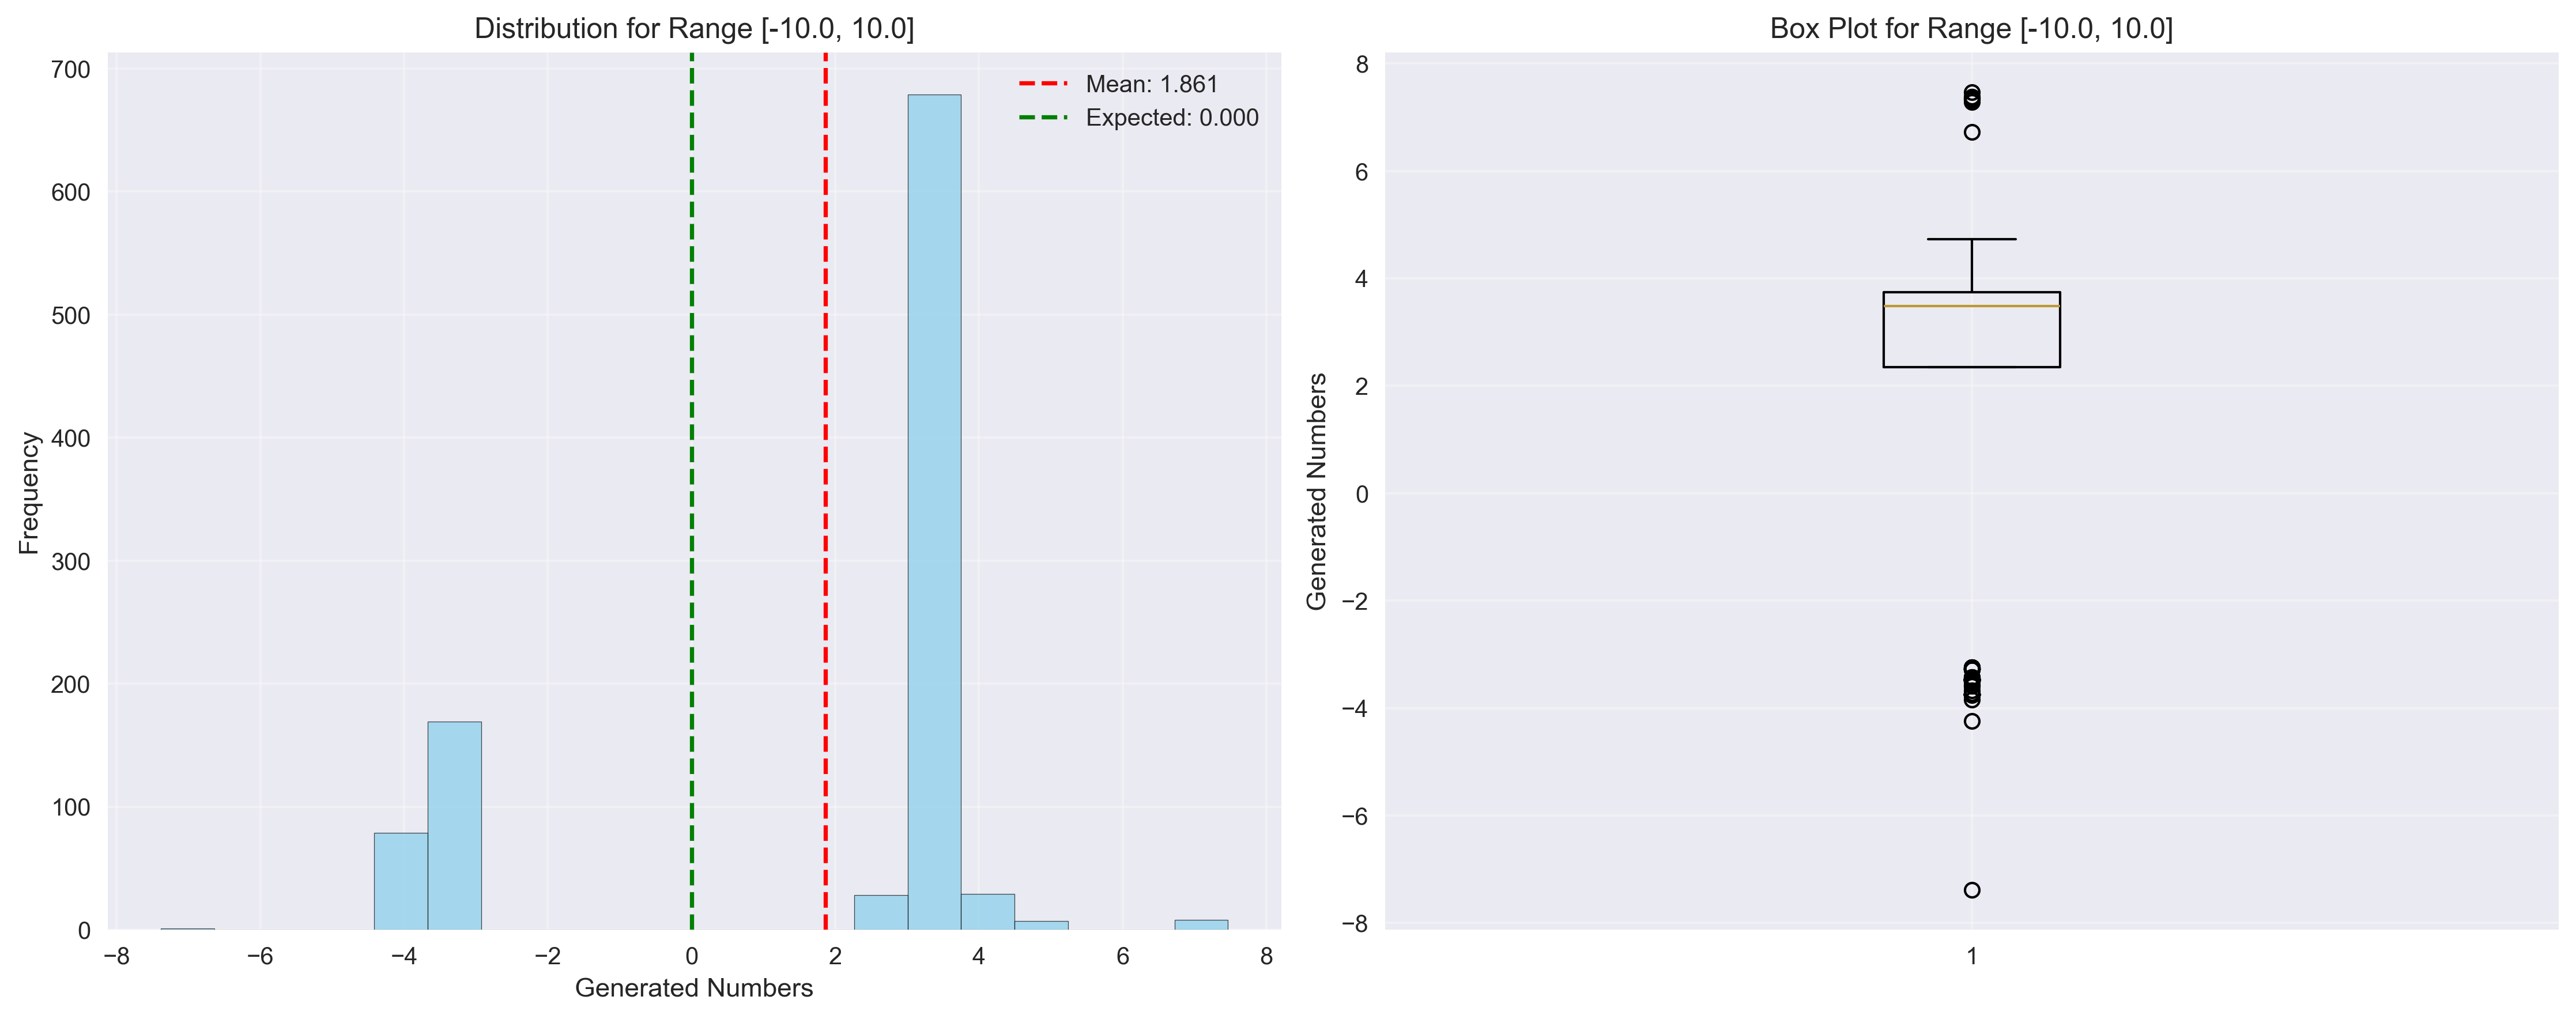 Distribution for Range [-10.0, 10.0]
Mean: 1.861
Expected: 0.000
700
600
500
400
300
200
100
0
Frequency
−8 −6 −4 −2 0 2 4 6 8
Generated Numbers
Box Plot for Range [-10.0, 10.0]
8
6
4
2
0
−2
−4
−6
−8
Generated Numbers
1